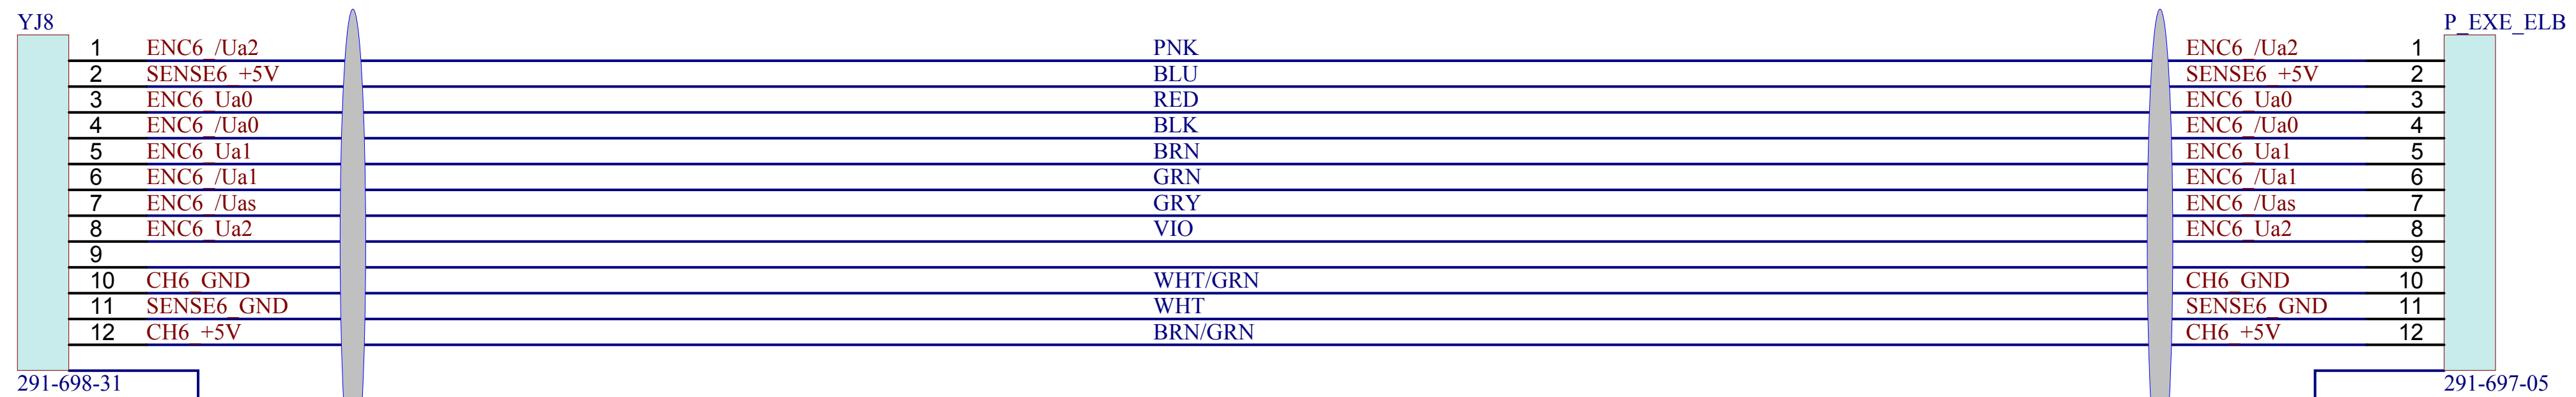 YJ8 P_EXE_ELB
1 ENC6_/Ua2 PNK ENC6_/Ua2 1
2 SENSE6_+5V BLU SENSE6_+5V 2
3 ENC6_Ua0 RED ENC6_Ua0 3
4 ENC6_/Ua0 BLK ENC6_/Ua0 4
5 ENC6_Ua1 BRN ENC6_Ua1 5
6 ENC6_/Ua1 GRN ENC6_/Ua1 6
7 ENC6_/Uas GRY ENC6_/Uas 7
8 ENC6_Ua2 VIO ENC6_Ua2 8
9 9
10 CH6_GND WHT/GRN CH6_GND 10
11 SENSE6_GND WHT SENSE6_GND 11
12 CH6_+5V BRN/GRN CH6_+5V 12
291-698-31 291-697-05